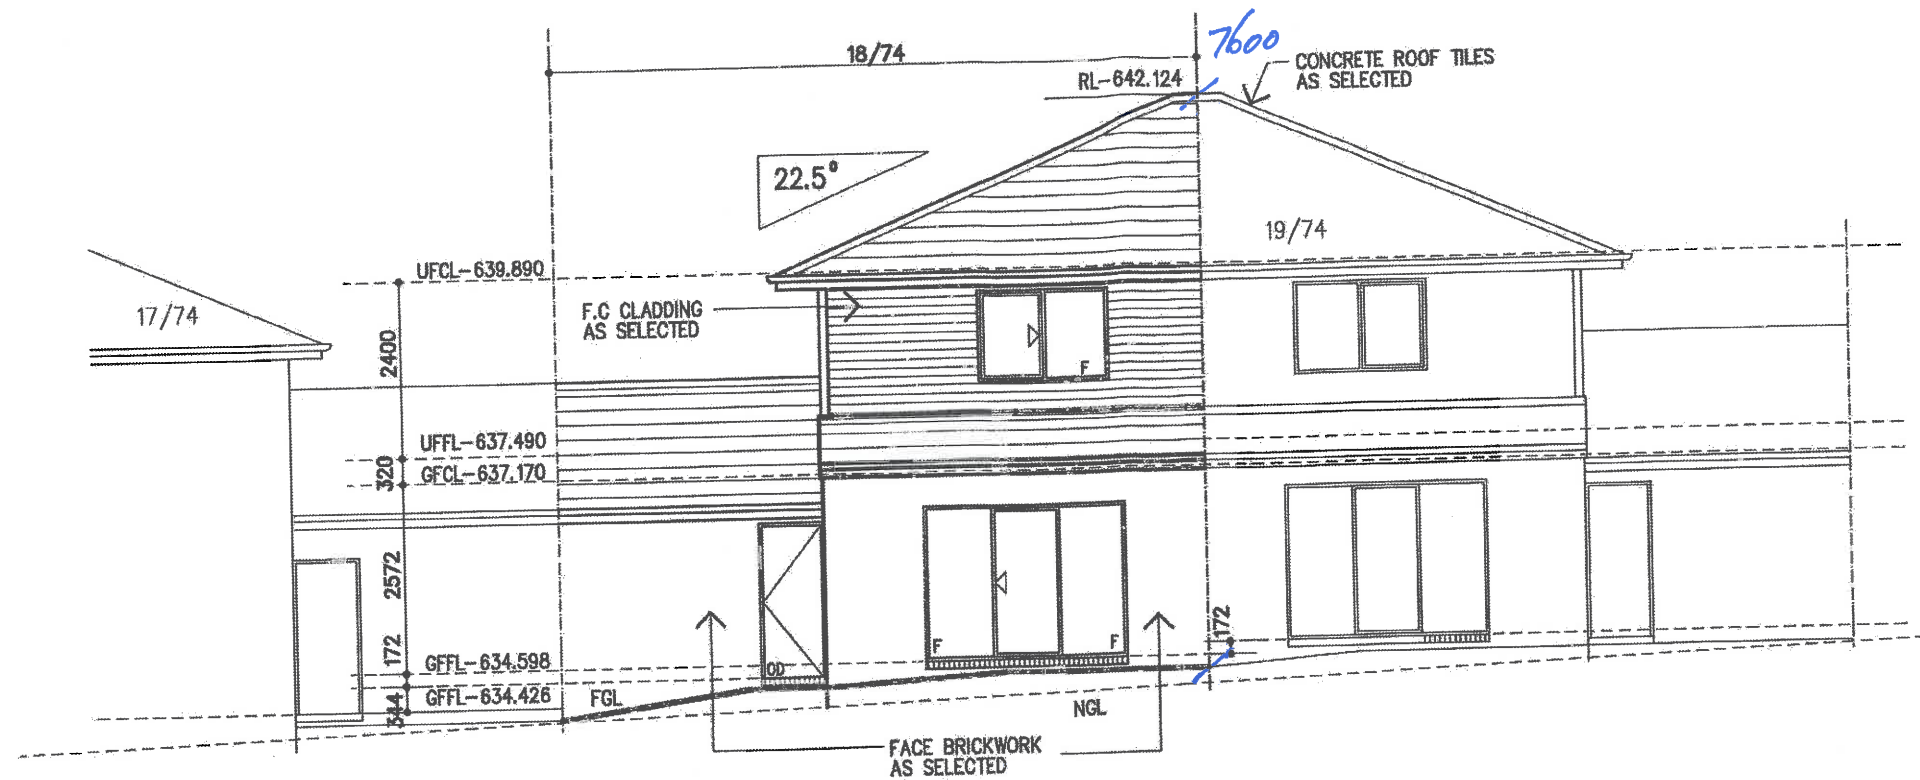 7600
18/74
CONCRETE ROOF TILES
AS SELECTED
RL-642.124
22.5°
19/74
UFCL-639.890
17/74
F.C CLADDING
AS SELECTED
2400
F
UFFL-637.490
320
GFCL-637.170
2572
172
172
F
F
GFFL-634.598
OD
GFFL-634.426
344
FGL
NGL
FACE BRICKWORK
AS SELECTED